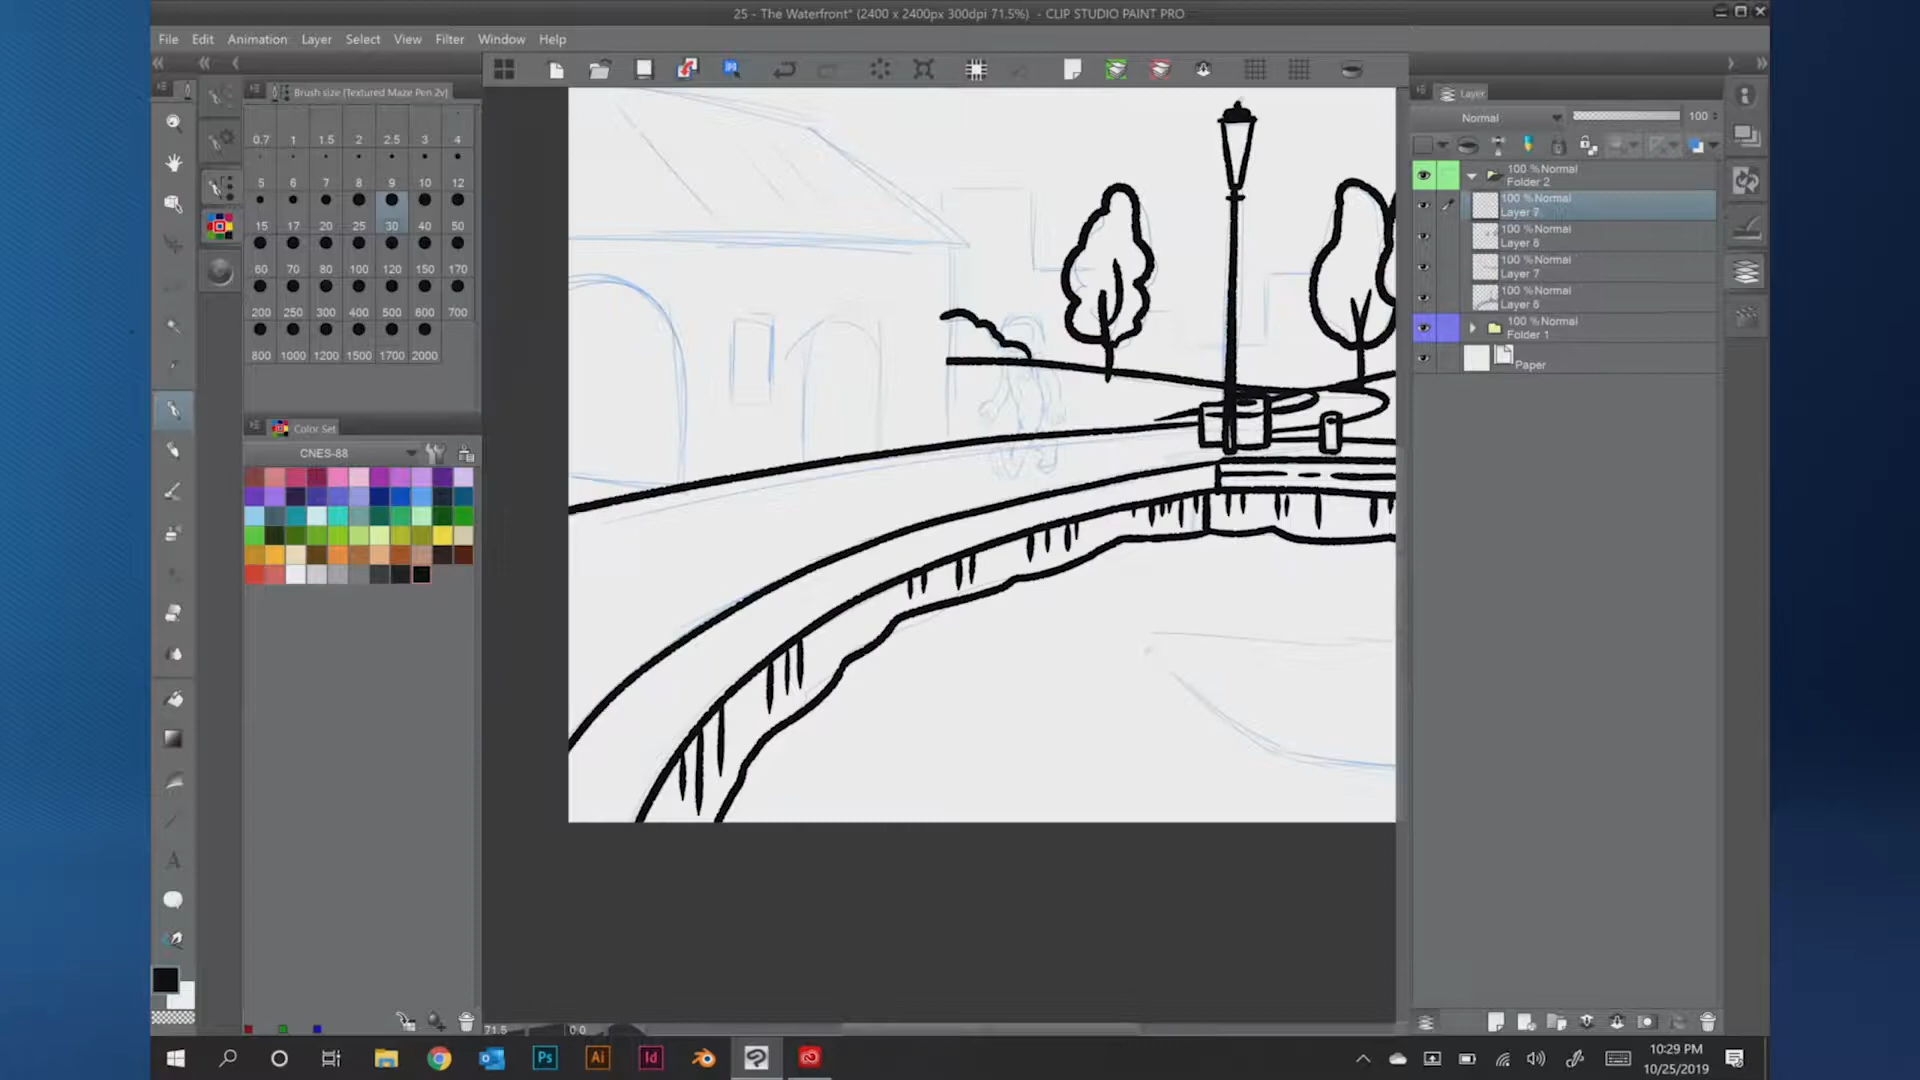 25 - The Waterfront* (2400 x 2400px 300dpi 71.5%) - CLIP STUDIO PAINT PRO
File Edit Animation Layer Select View Filter Window Help
Brush size (Textured Maze Pen 2v)
0.7 1 1.5 2 2.5 3 4
5 6 7 8 9 10 12
15 17 20 25 30 40 50
60 70 80 100 120 150 170
200 250 300 400 500 600 700
800 1000 1200 1500 1700 2000
Color Set
CNES-88
Layer
Normal 100
100 %Normal
Folder 2
100 %Normal
Layer 7
100 %Normal
Layer 6
100 %Normal
Layer 7
100 %Normal
Layer 6
100 %Normal
Folder 1
Paper
A
71.5 0.0
Ps Ai Id
10:29 PM
10/25/2019